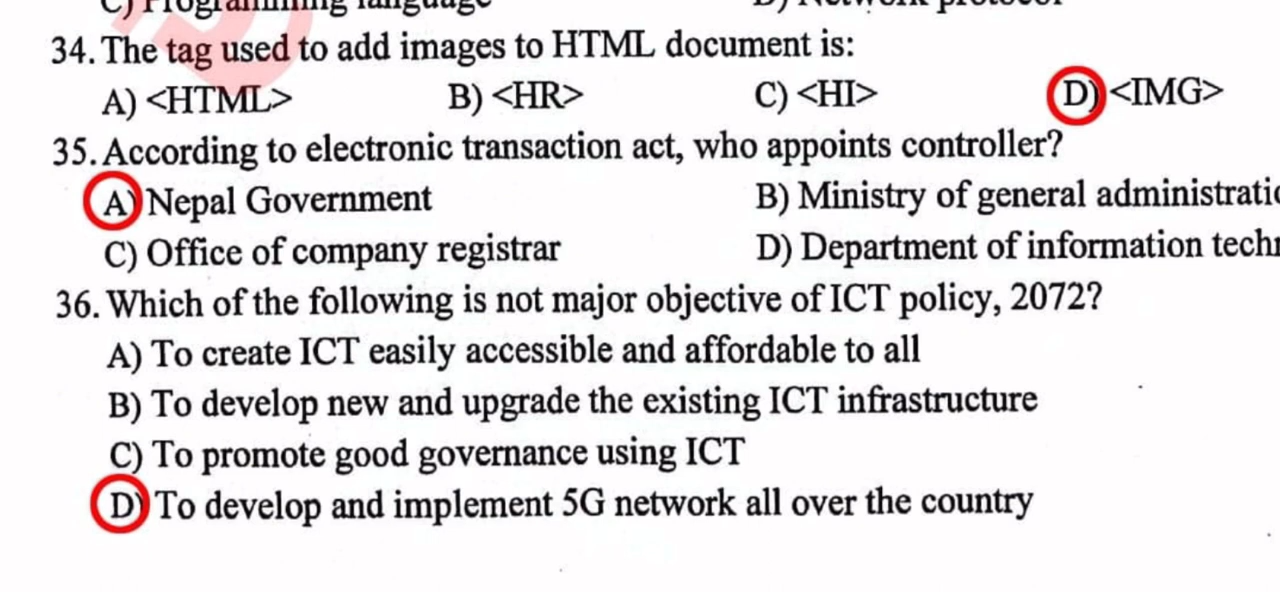 C) Programming language D) Network protocol
34. The tag used to add images to HTML document is:
A) <HTML> B) <HR> C) <HI> D) <IMG>
35. According to electronic transaction act, who appoints controller?
A) Nepal Government B) Ministry of general
C) Office of company registrar D) Department of information
36. Which of the following is not major objective of ICT policy, 2072?
A) To create ICT easily accessible and affordable to all
B) To develop new and upgrade the existing ICT infrastructure
C) To promote good governance using ICT
D) To develop and implement 5G network all over the country